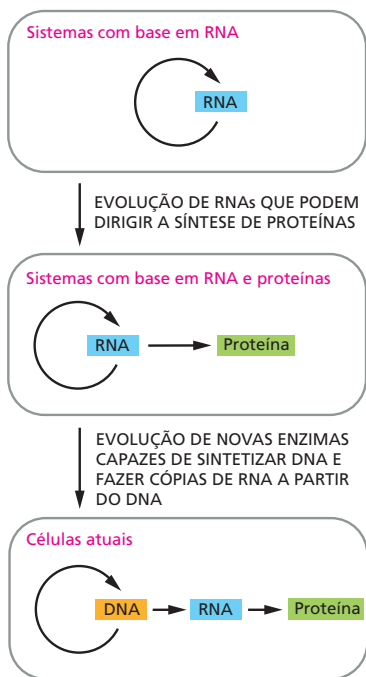 Sistemas com base em RNA
RNA
EVOLUÇÃO DE RNAs QUE PODEM
DIRIGIR A SÍNTESE DE PROTEÍNAS
Sistemas com base em RNA e proteínas
RNA
Proteína
EVOLUÇÃO DE NOVAS ENZIMAS
CAPAZES DE SINTETIZAR DNA E
FAZER CÓPIAS DE RNA A PARTIR
DO DNA
Células atuais
DNA
RNA
Proteína